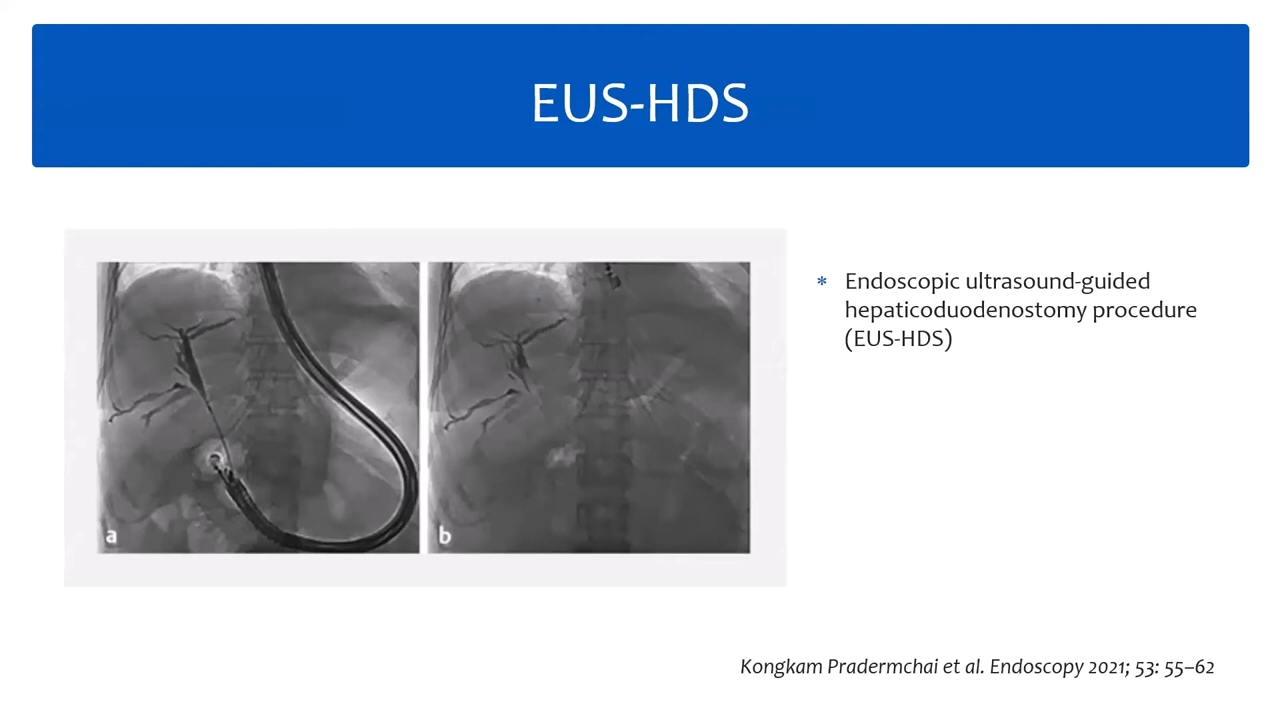 EUS-HDS
* Endoscopic ultrasound-guided
hepaticoduodenostomy procedure
(EUS-HDS)
a
b
Kongkam Pradermchai et al. Endoscopy 2021; 53: 55–62